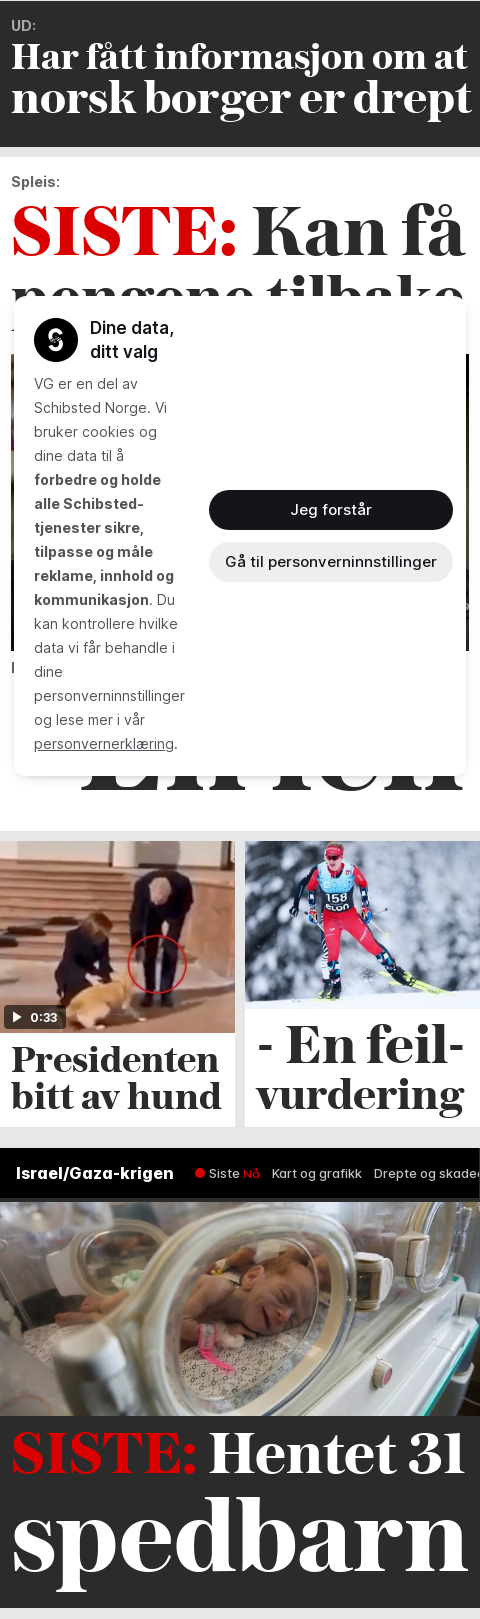 UD:
Har fått informasjon om at
norsk borger er drept
Spleis:
SISTE: Kan få
pengene tilbake
Dine data,
ditt valg
VG er en del av
Schibsted Norge. Vi
bruker cookies og
dine data til å
forbedre og holde
alle Schibsted-
tjenester sikre,
tilpasse og måle
reklame, innhold og
kommunikasjon. Du
kan kontrollere hvilke
data vi får behandle i
dine
personverninnstillinger
og lese mer i vår
personvernerklæring.
Jeg forstår
Gå til personverninnstillinger
158
0:33
Presidenten
bitt av hund
- En feil-
vurdering
Israel/Gaza-krigen
Siste Nå
Kart og grafikk
Drepte og
SISTE: Hentet 31
spedbarn